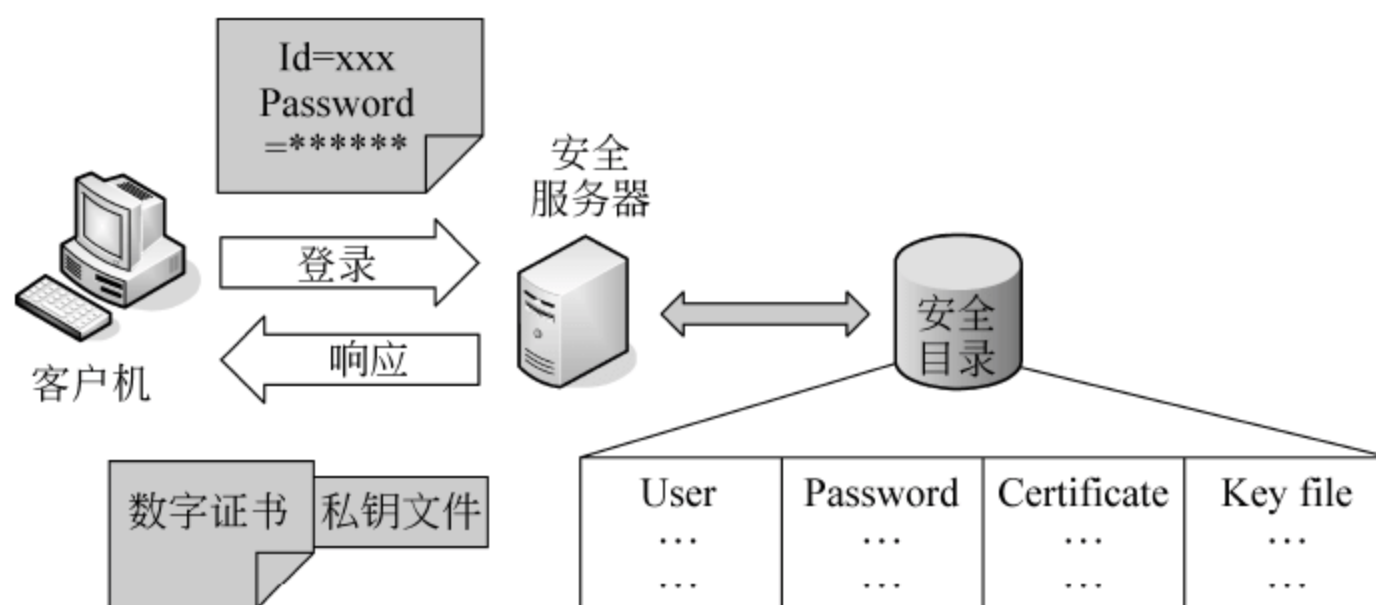 Id=xxx
Password
=******
安全
服务器
登录
响应
客户机
安全
目录
数字证书
私钥文件
User
Password
Certificate
Key file
… … … …
… … … …